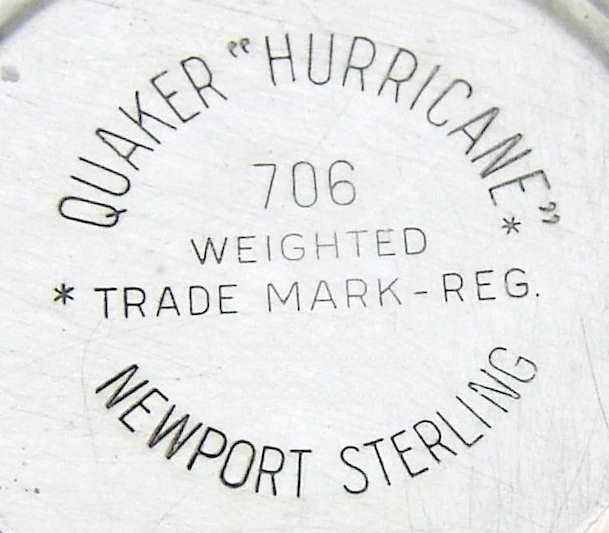 QUAKER "HURRICANE"*
706
WEIGHTED
* TRADE MARK-REG.
NEWPORT STERLING